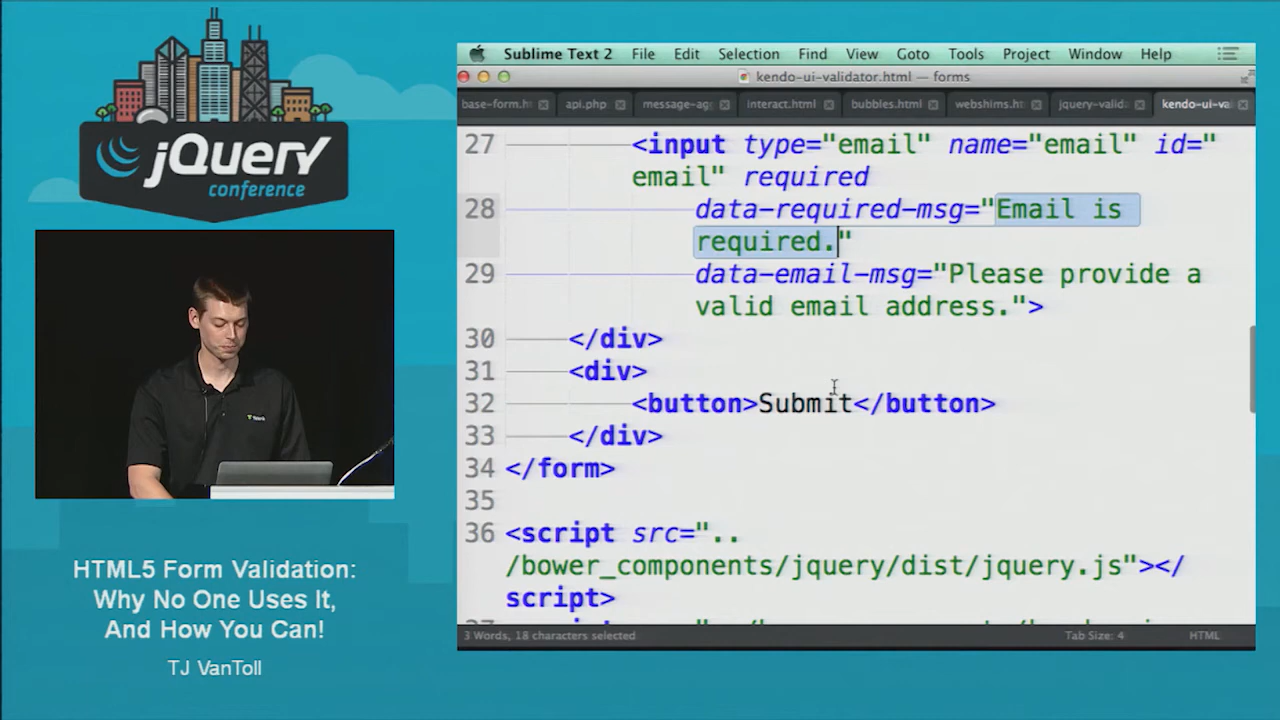 jQuery
conference
HTML5 Form Validation:
Why No One Uses It,
And How You Can!
TJ VanToll
Sublime Text 2 File Edit Selection Find View Goto Tools Project Window Help
kendo-ui-validator.html — forms
base-form.h api.php message-ag interact.html bubbles.html webshims.ht jquery-valid kendo-ui-va
27 <input type="email" name="email" id="
email" required
28 data-required-msg="Email is
required."
29 data-email-msg="Please provide a
valid email address.">
30 </div>
31 <div>
32 <button>Submit</button>
33 </div>
34 </form>
35
36 <script src="..
/bower_components/jquery/dist/jquery.js"></
script>
3 Words, 18 characters selected Tab Size: 4 HTML